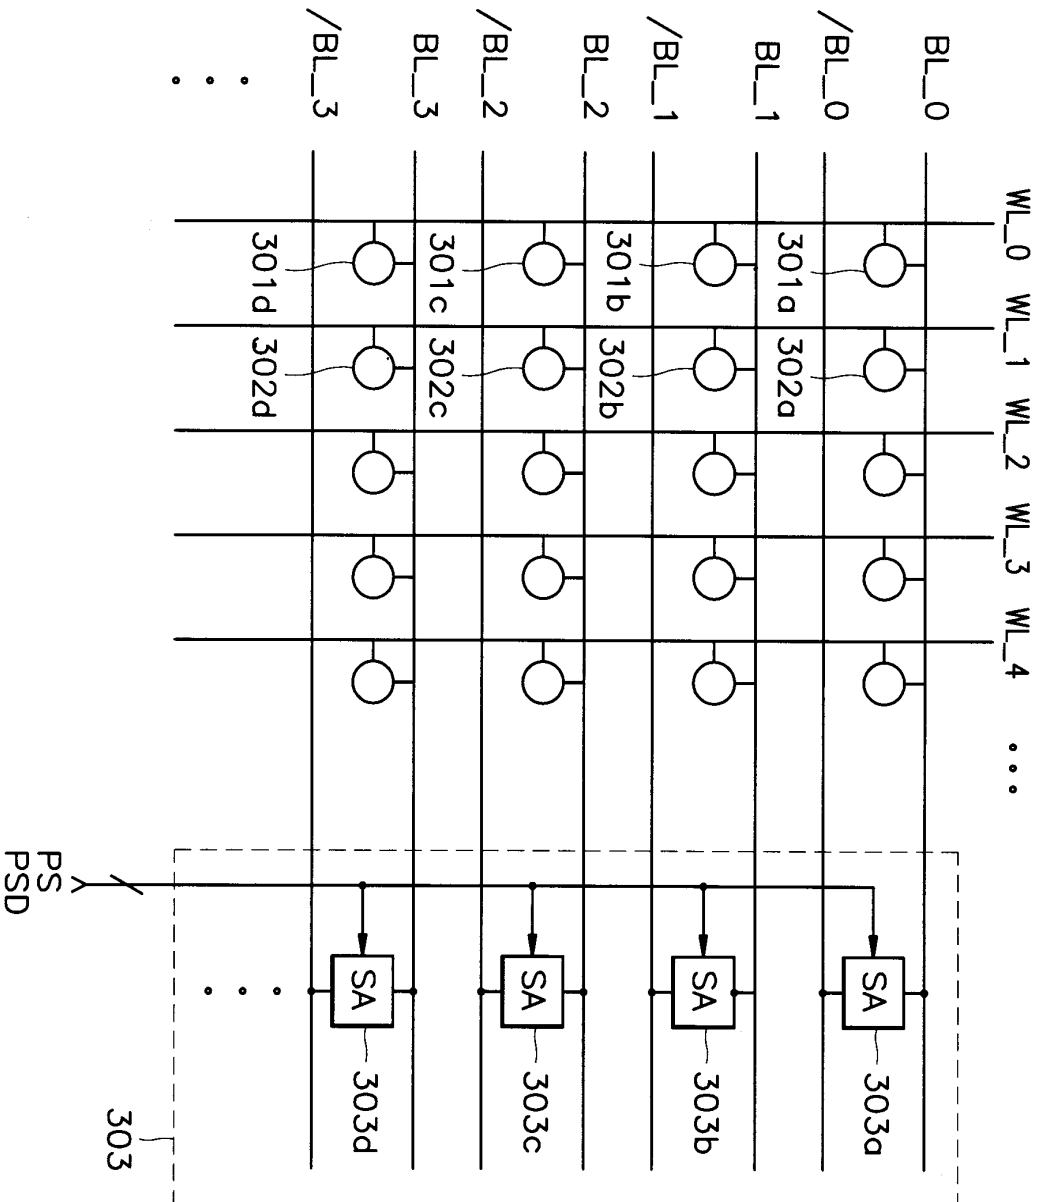 WL_0 WL_1 WL_2 WL_3 WL_4
BL_0
/BL_0
BL_1
/BL_1
BL_2
/BL_2
BL_3
/BL_3
301a 302a
301b 302b
301c 302c
301d 302d
SA 303a
SA 303b
SA 303c
SA 303d
303
PS
PSD